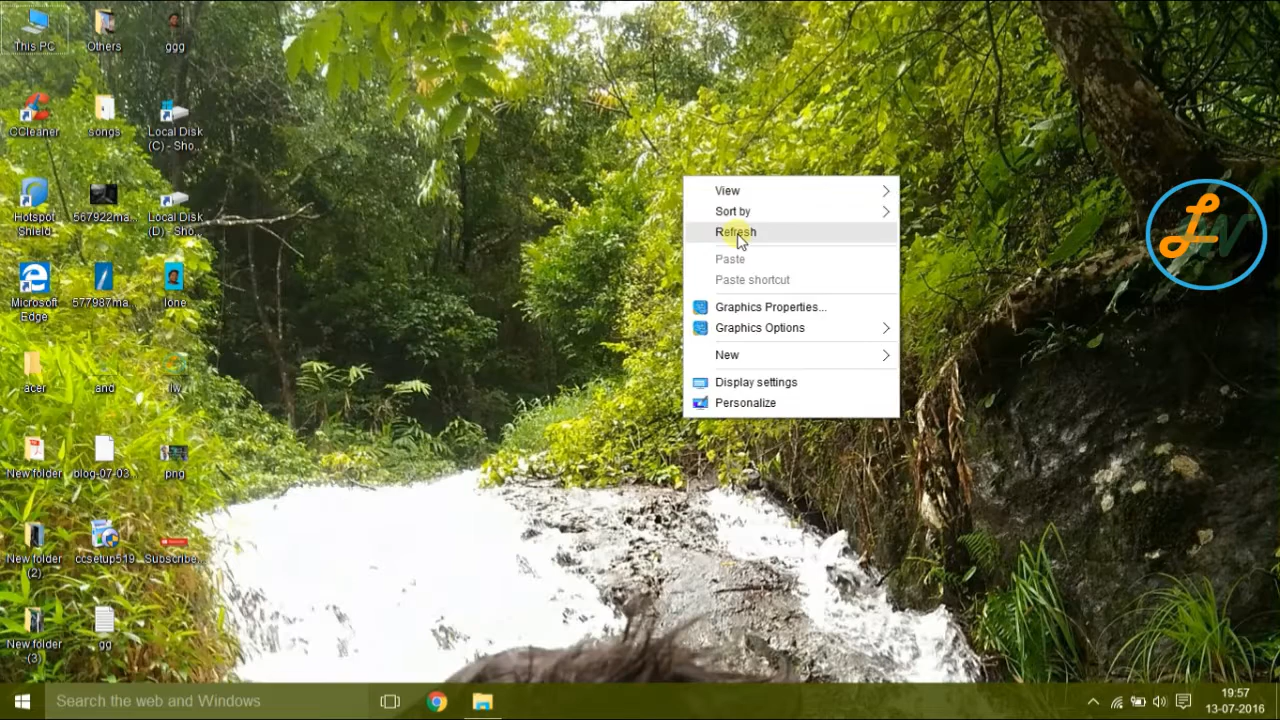 This PC
Others
ggg
CCleaner
songs
Local Disk
(C) - Sho...
Hotspot
Shield
567922ma...
Local Disk
(D) - Sho...
Microsoft
Edge
577987ma...
lone
acer
and
lw
New folder
blog-07-03...
png
New folder
(2)
ccsetup519
Subscribe...
New folder
(3)
gg
View
Sort by
Refresh
Paste
Paste shortcut
Graphics Properties...
Graphics Options
New
Display settings
Personalize
LW
Search the web and Windows
19:57
13-07-2016